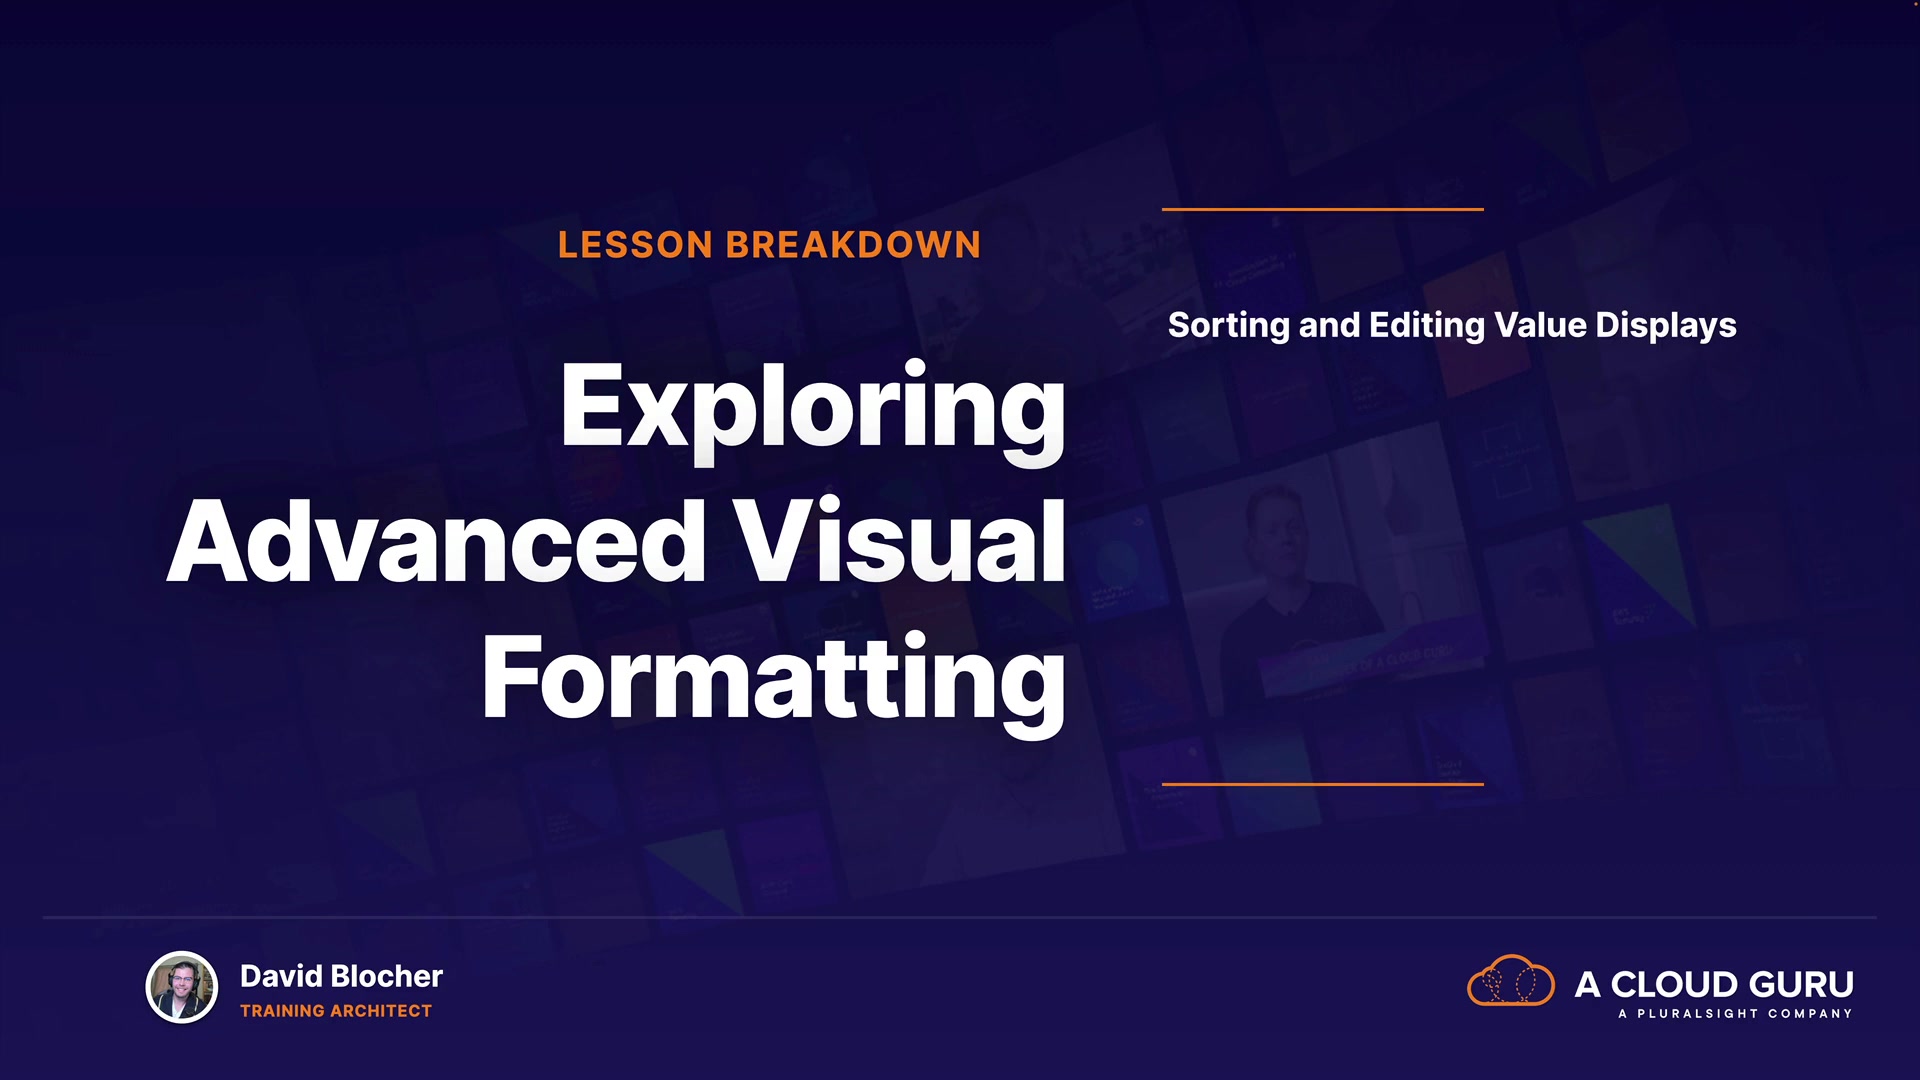 LESSON BREAKDOWN
Exploring
Advanced Visual
Formatting
Sorting and Editing Value Displays
David Blocher
TRAINING ARCHITECT
A CLOUD GURU
A PLURALSIGHT COMPANY